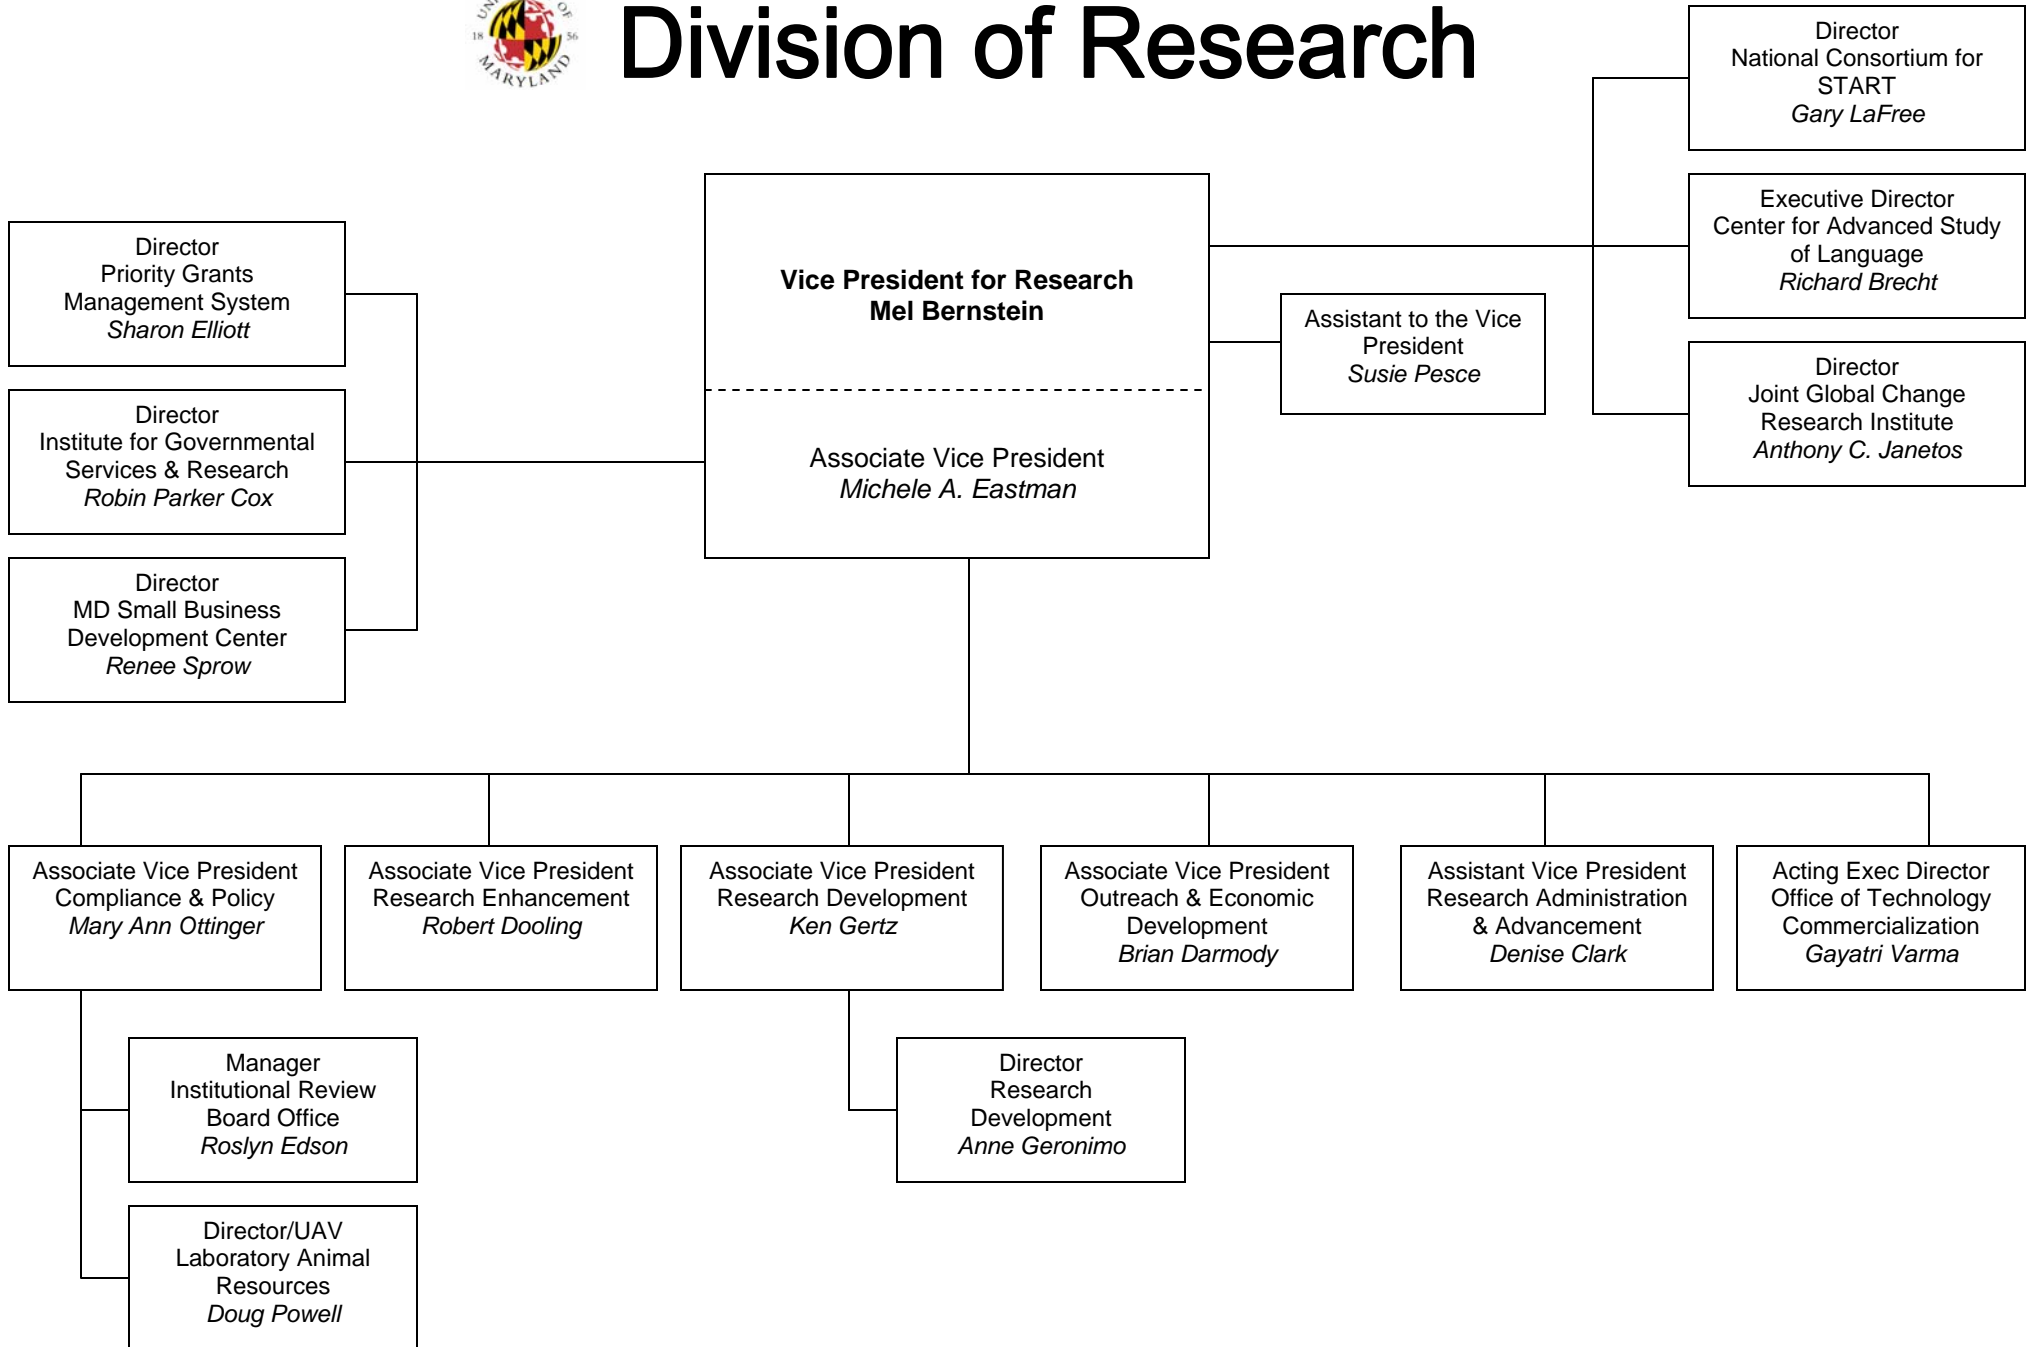 18 56
MARYLAND
Division of Research
Director
National Consortium for
START
Gary LaFree
Executive Director
Center for Advanced Study
of Language
Richard Brecht
Director
Joint Global Change
Research Institute
Anthony C. Janetos
Vice President for Research
Mel Bernstein
Associate Vice President
Michele A. Eastman
Assistant to the Vice
President
Susie Pesce
Director
Priority Grants
Management System
Sharon Elliott
Director
Institute for Governmental
Services & Research
Robin Parker Cox
Director
MD Small Business
Development Center
Renee Sprow
Associate Vice President
Compliance & Policy
Mary Ann Ottinger
Associate Vice President
Research Enhancement
Robert Dooling
Associate Vice President
Research Development
Ken Gertz
Associate Vice President
Outreach & Economic
Development
Brian Darmody
Assistant Vice President
Research Administration
& Advancement
Denise Clark
Acting Exec Director
Office of Technology
Commercialization
Gayatri Varma
Manager
Institutional Review
Board Office
Roslyn Edson
Director
Research
Development
Anne Geronimo
Director/UAV
Laboratory Animal
Resources
Doug Powell